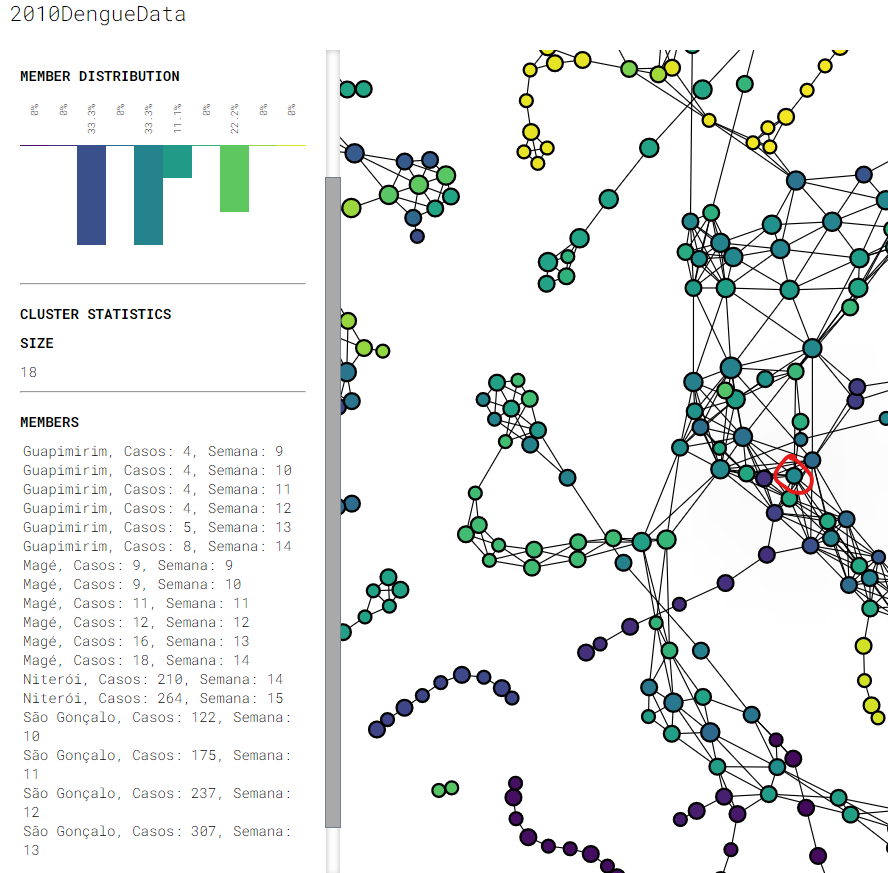 2010DengueData
MEMBER DISTRIBUTION
0%
0%
33.3%
0%
33.3%
11.1%
0%
22.2%
0%
0%
CLUSTER STATISTICS
SIZE
18
MEMBERS
Guapimirim, Casos: 4, Semana: 9
Guapimirim, Casos: 4, Semana: 10
Guapimirim, Casos: 4, Semana: 11
Guapimirim, Casos: 4, Semana: 12
Guapimirim, Casos: 5, Semana: 13
Guapimirim, Casos: 8, Semana: 14
Magé, Casos: 9, Semana: 9
Magé, Casos: 9, Semana: 10
Magé, Casos: 11, Semana: 11
Magé, Casos: 12, Semana: 12
Magé, Casos: 16, Semana: 13
Magé, Casos: 18, Semana: 14
Niterói, Casos: 210, Semana: 14
Niterói, Casos: 264, Semana: 15
São Gonçalo, Casos: 122, Semana:
10
São Gonçalo, Casos: 175, Semana:
11
São Gonçalo, Casos: 237, Semana:
12
São Gonçalo, Casos: 307, Semana:
13